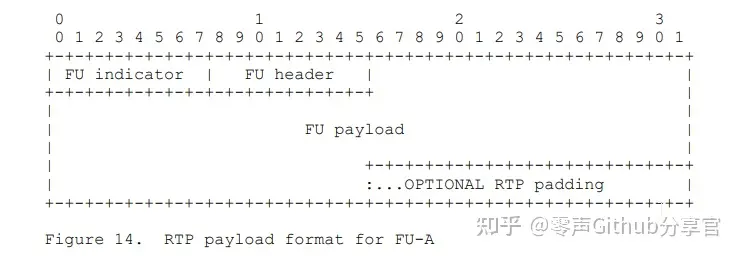 0                   1                   2                   3
0 1 2 3 4 5 6 7 8 9 0 1 2 3 4 5 6 7 8 9 0 1 2 3 4 5 6 7 8 9 0 1
+-+-+-+-+-+-+-+-+-+-+-+-+-+-+-+-+-+-+-+-+-+-+-+-+-+-+-+-+-+-+-+-+
| FU indicator  |   FU header   |                               |
+-+-+-+-+-+-+-+-+-+-+-+-+-+-+-+-+                               |
|                                                               |
|                         FU payload                            |
|                                                               |
|                               +-+-+-+-+-+-+-+-+-+-+-+-+-+-+-+-+
|                               :...OPTIONAL RTP padding        |
+-+-+-+-+-+-+-+-+-+-+-+-+-+-+-+-+-+-+-+-+-+-+-+-+-+-+-+-+-+-+-+-+
知乎 @零声Github分享官
Figure 14.  RTP payload format for FU-A